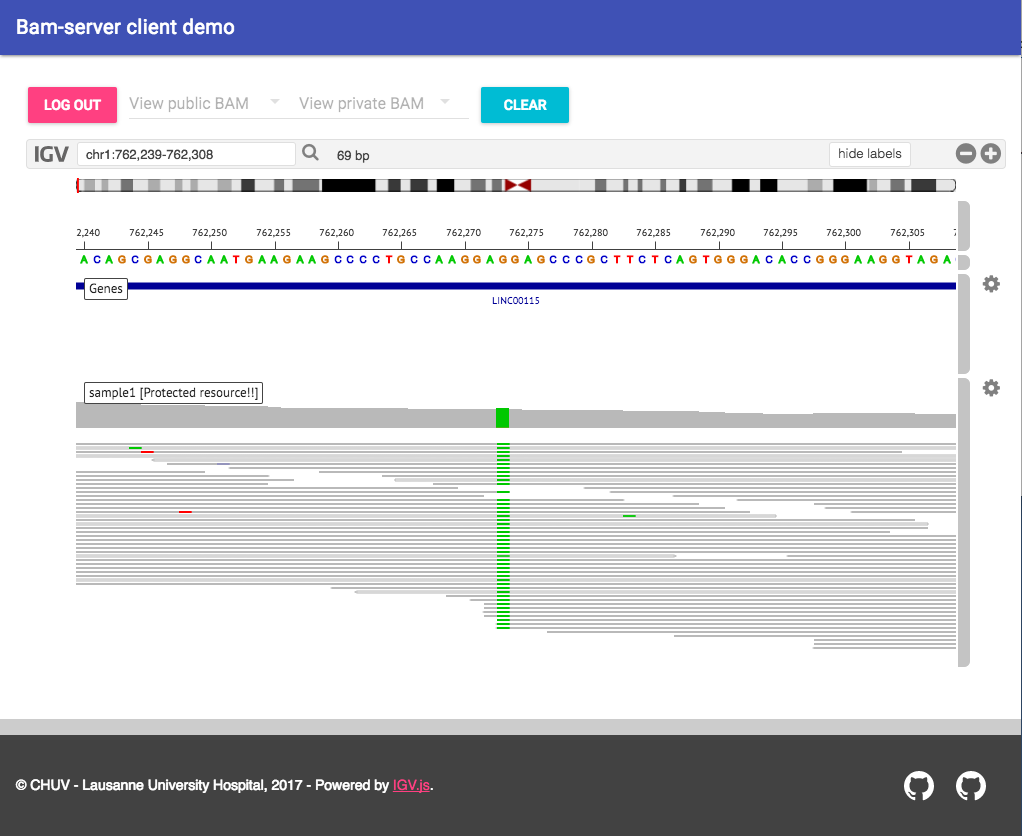 Bam-server client demo
LOG OUT View public BAM View private BAM CLEAR
IGV chr1:762,239-762,308 69 bp hide labels
2,240 762,245 762,250 762,255 762,260 762,265 762,270 762,275 762,280 762,285 762,290 762,295 762,300 762,305
A C A G C G A G G C A A T G A A G A A G C C C C T G C C A A G G A G G A G C C C G C T T C T C A G T G G G A C A C C G G G A A G G T A G A
Genes
LINC00115
sample1 [Protected resource!!]
© CHUV - Lausanne University Hospital, 2017 - Powered by IGV.js.